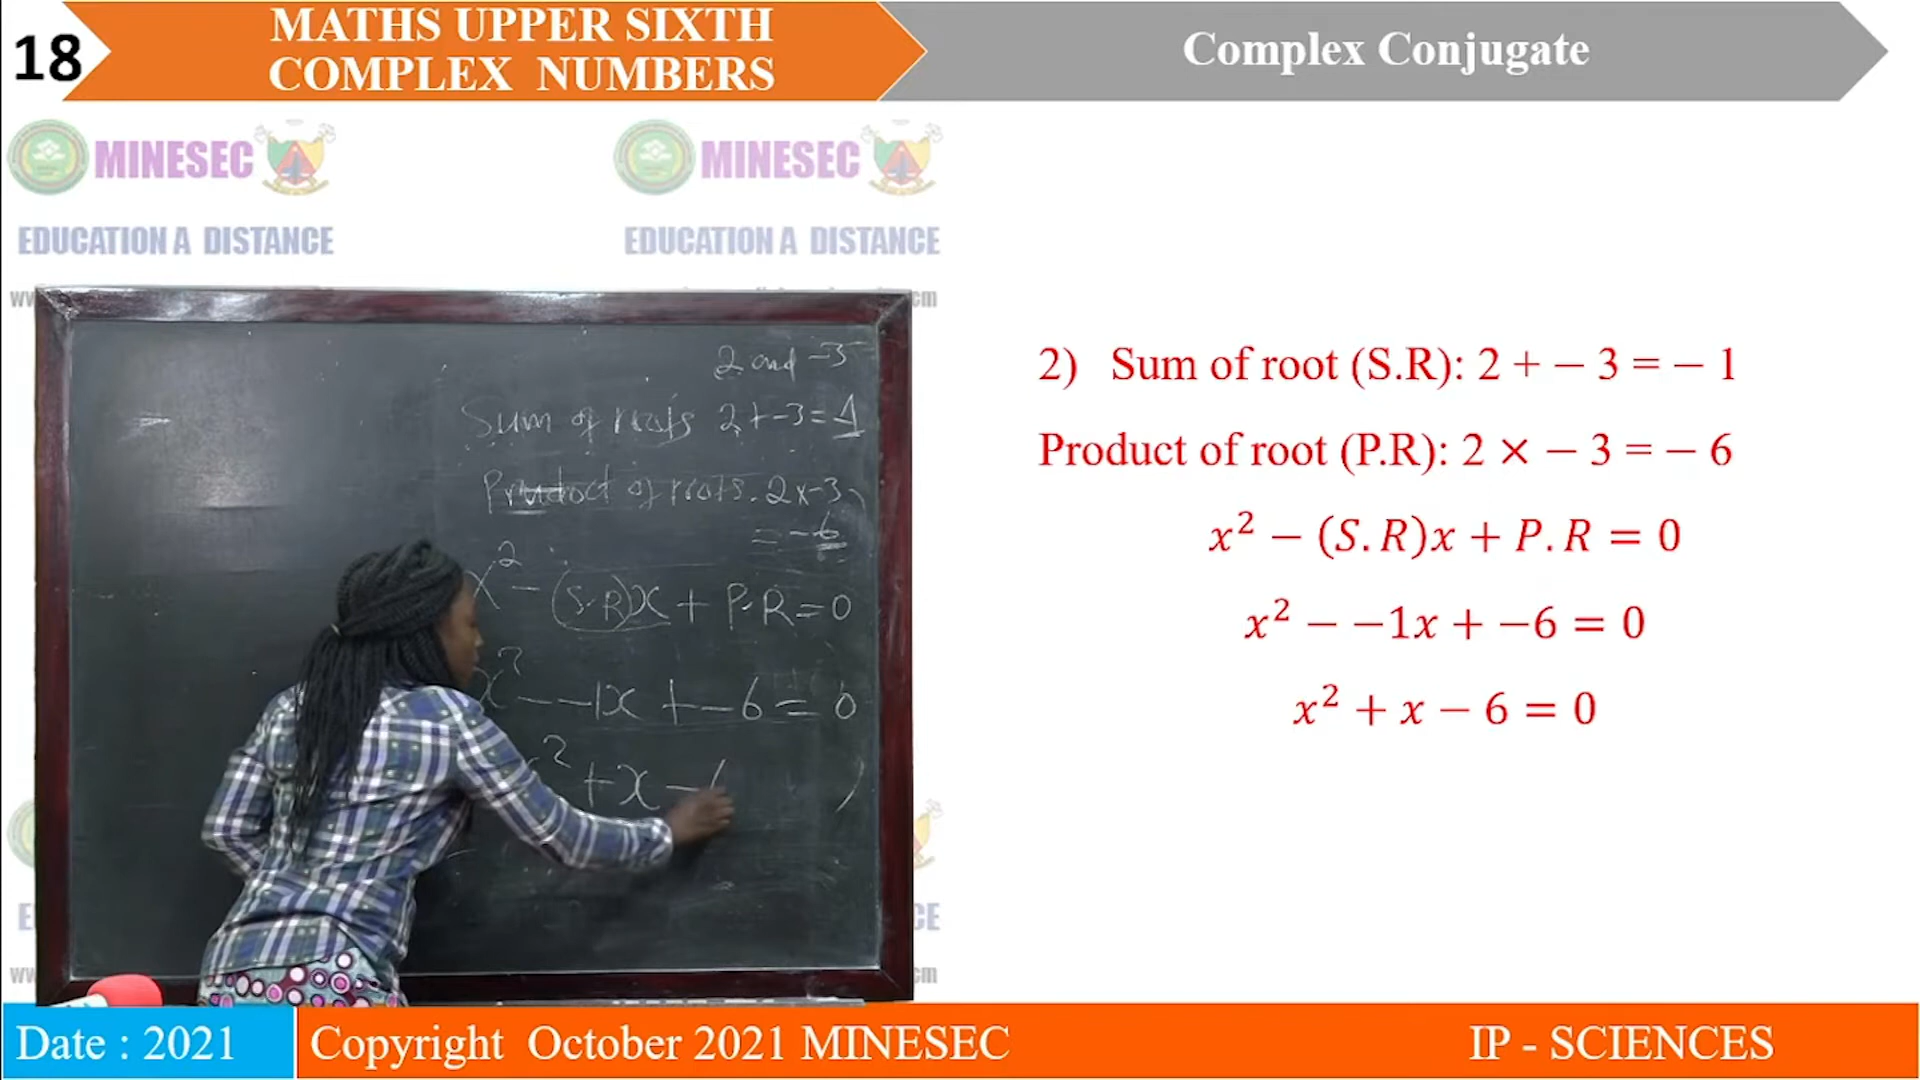 18
MATHS UPPER SIXTH
COMPLEX NUMBERS
Complex Conjugate
MINESEC
MINESEC
EDUCATION A DISTANCE
EDUCATION A DISTANCE
2 and -3
Sum of roots 2+-3=-1
Product of roots. 2x-3
= -6
x² - (S.R)x + P.R = 0
x² - -1x + -6 = 0
² + x - 6
2) Sum of root (S.R): 2 + − 3 = − 1
Product of root (P.R): 2 × − 3 = − 6
x² − (S.R)x + P.R = 0
x² − −1x + −6 = 0
x² + x − 6 = 0
Date : 2021
Copyright October 2021 MINESEC
IP - SCIENCES